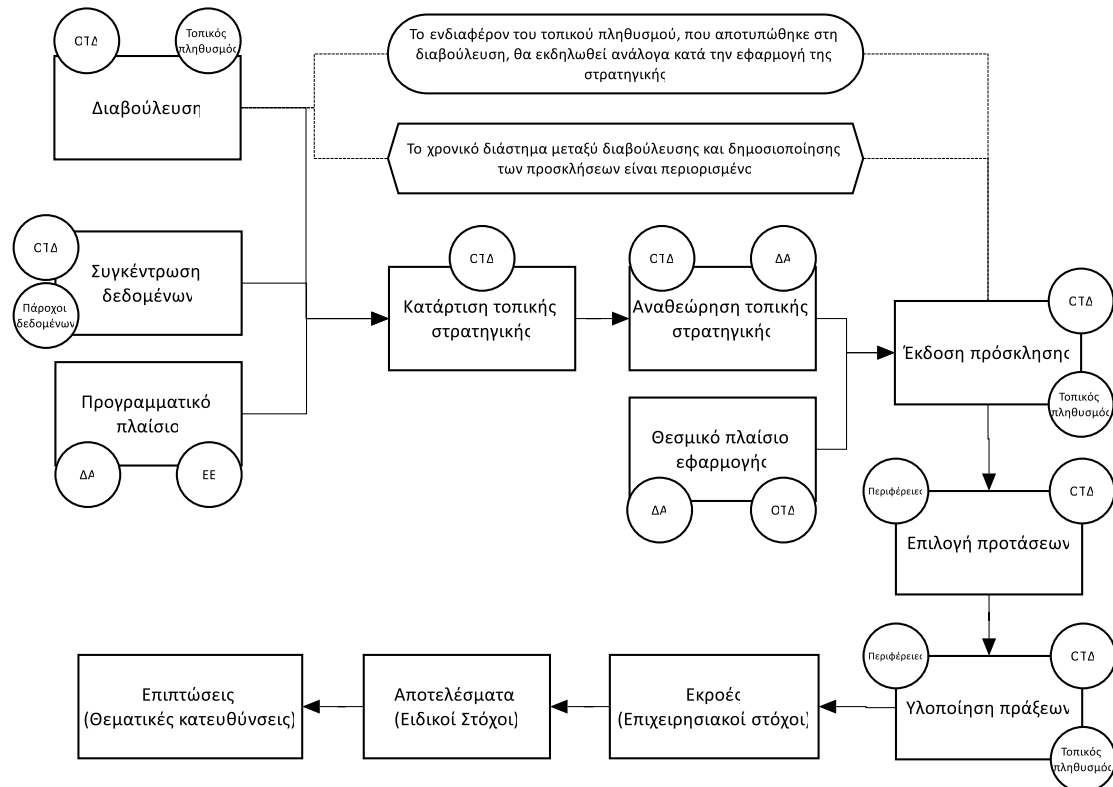 ΟΤΔ
Τοπικός
πληθυσμός
Διαβούλευση
Το ενδιαφέρον του τοπικού πληθυσμού, που αποτυπώθηκε στη
διαβούλευση, θα εκδηλωθεί ανάλογα κατά την εφαρμογή της
στρατηγικής
Το χρονικό διάστημα μεταξύ διαβούλευσης και δημοσιοποίησης
των προσκλήσεων είναι περιορισμένο
ΟΤΔ
Πάροχοι
δεδομένων
Συγκέντρωση
δεδομένων
Προγραμματικό
πλαίσιο
ΔΑ
ΕΕ
ΟΤΔ
Κατάρτιση τοπικής
στρατηγικής
ΟΤΔ
ΔΑ
Αναθεώρηση τοπικής
στρατηγικής
Θεσμικό πλαίσιο
εφαρμογής
ΔΑ
ΟΤΔ
ΟΤΔ
Έκδοση πρόσκλησης
Τοπικός
πληθυσμός
Περιφέρειες
ΟΤΔ
Επιλογή προτάσεων
Περιφέρειες
ΟΤΔ
Υλοποίηση πράξεων
Τοπικός
πληθυσμός
Εκροές
(Επιχειρησιακοί στόχοι)
Αποτελέσματα
(Ειδικοί Στόχοι)
Επιπτώσεις
(Θεματικές κατευθύνσεις)